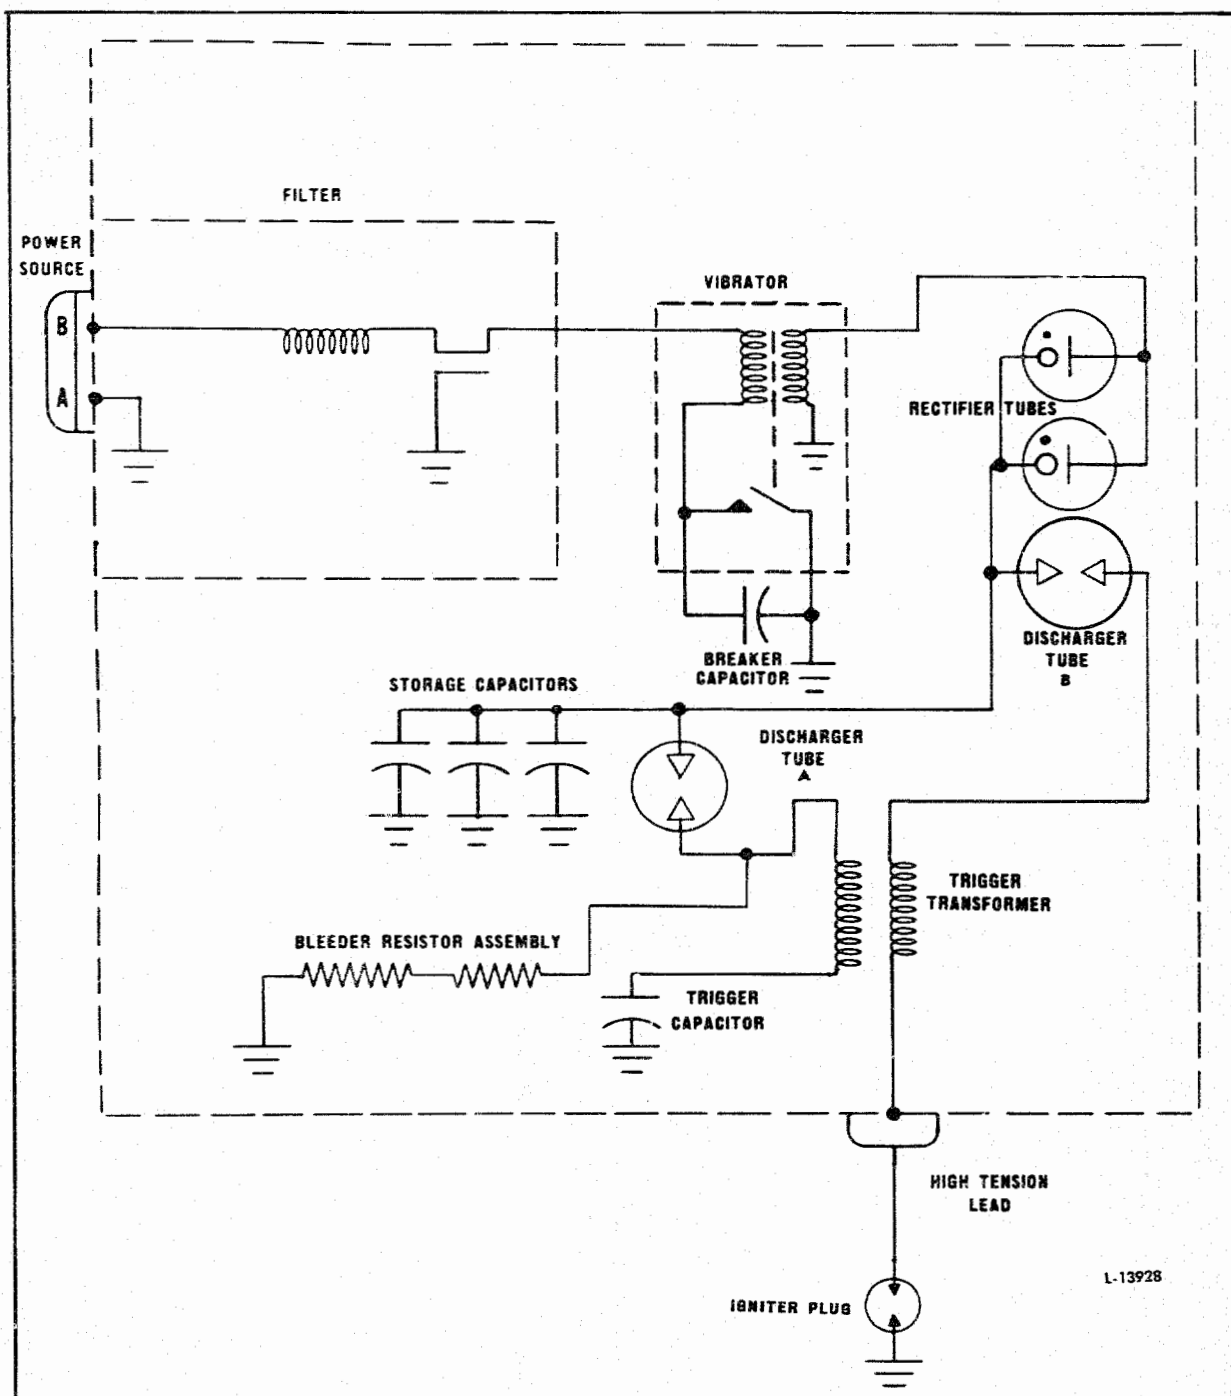 FILTER
POWER
SOURCE
B
A
VIBRATOR
RECTIFIER TUBES
DISCHARGER
TUBE
B
BREAKER
CAPACITOR
STORAGE CAPACITORS
DISCHARGER
TUBE
A
TRIGGER
TRANSFORMER
BLEEDER RESISTOR ASSEMBLY
TRIGGER
CAPACITOR
HIGH TENSION
LEAD
L-13928
IGNITER PLUG